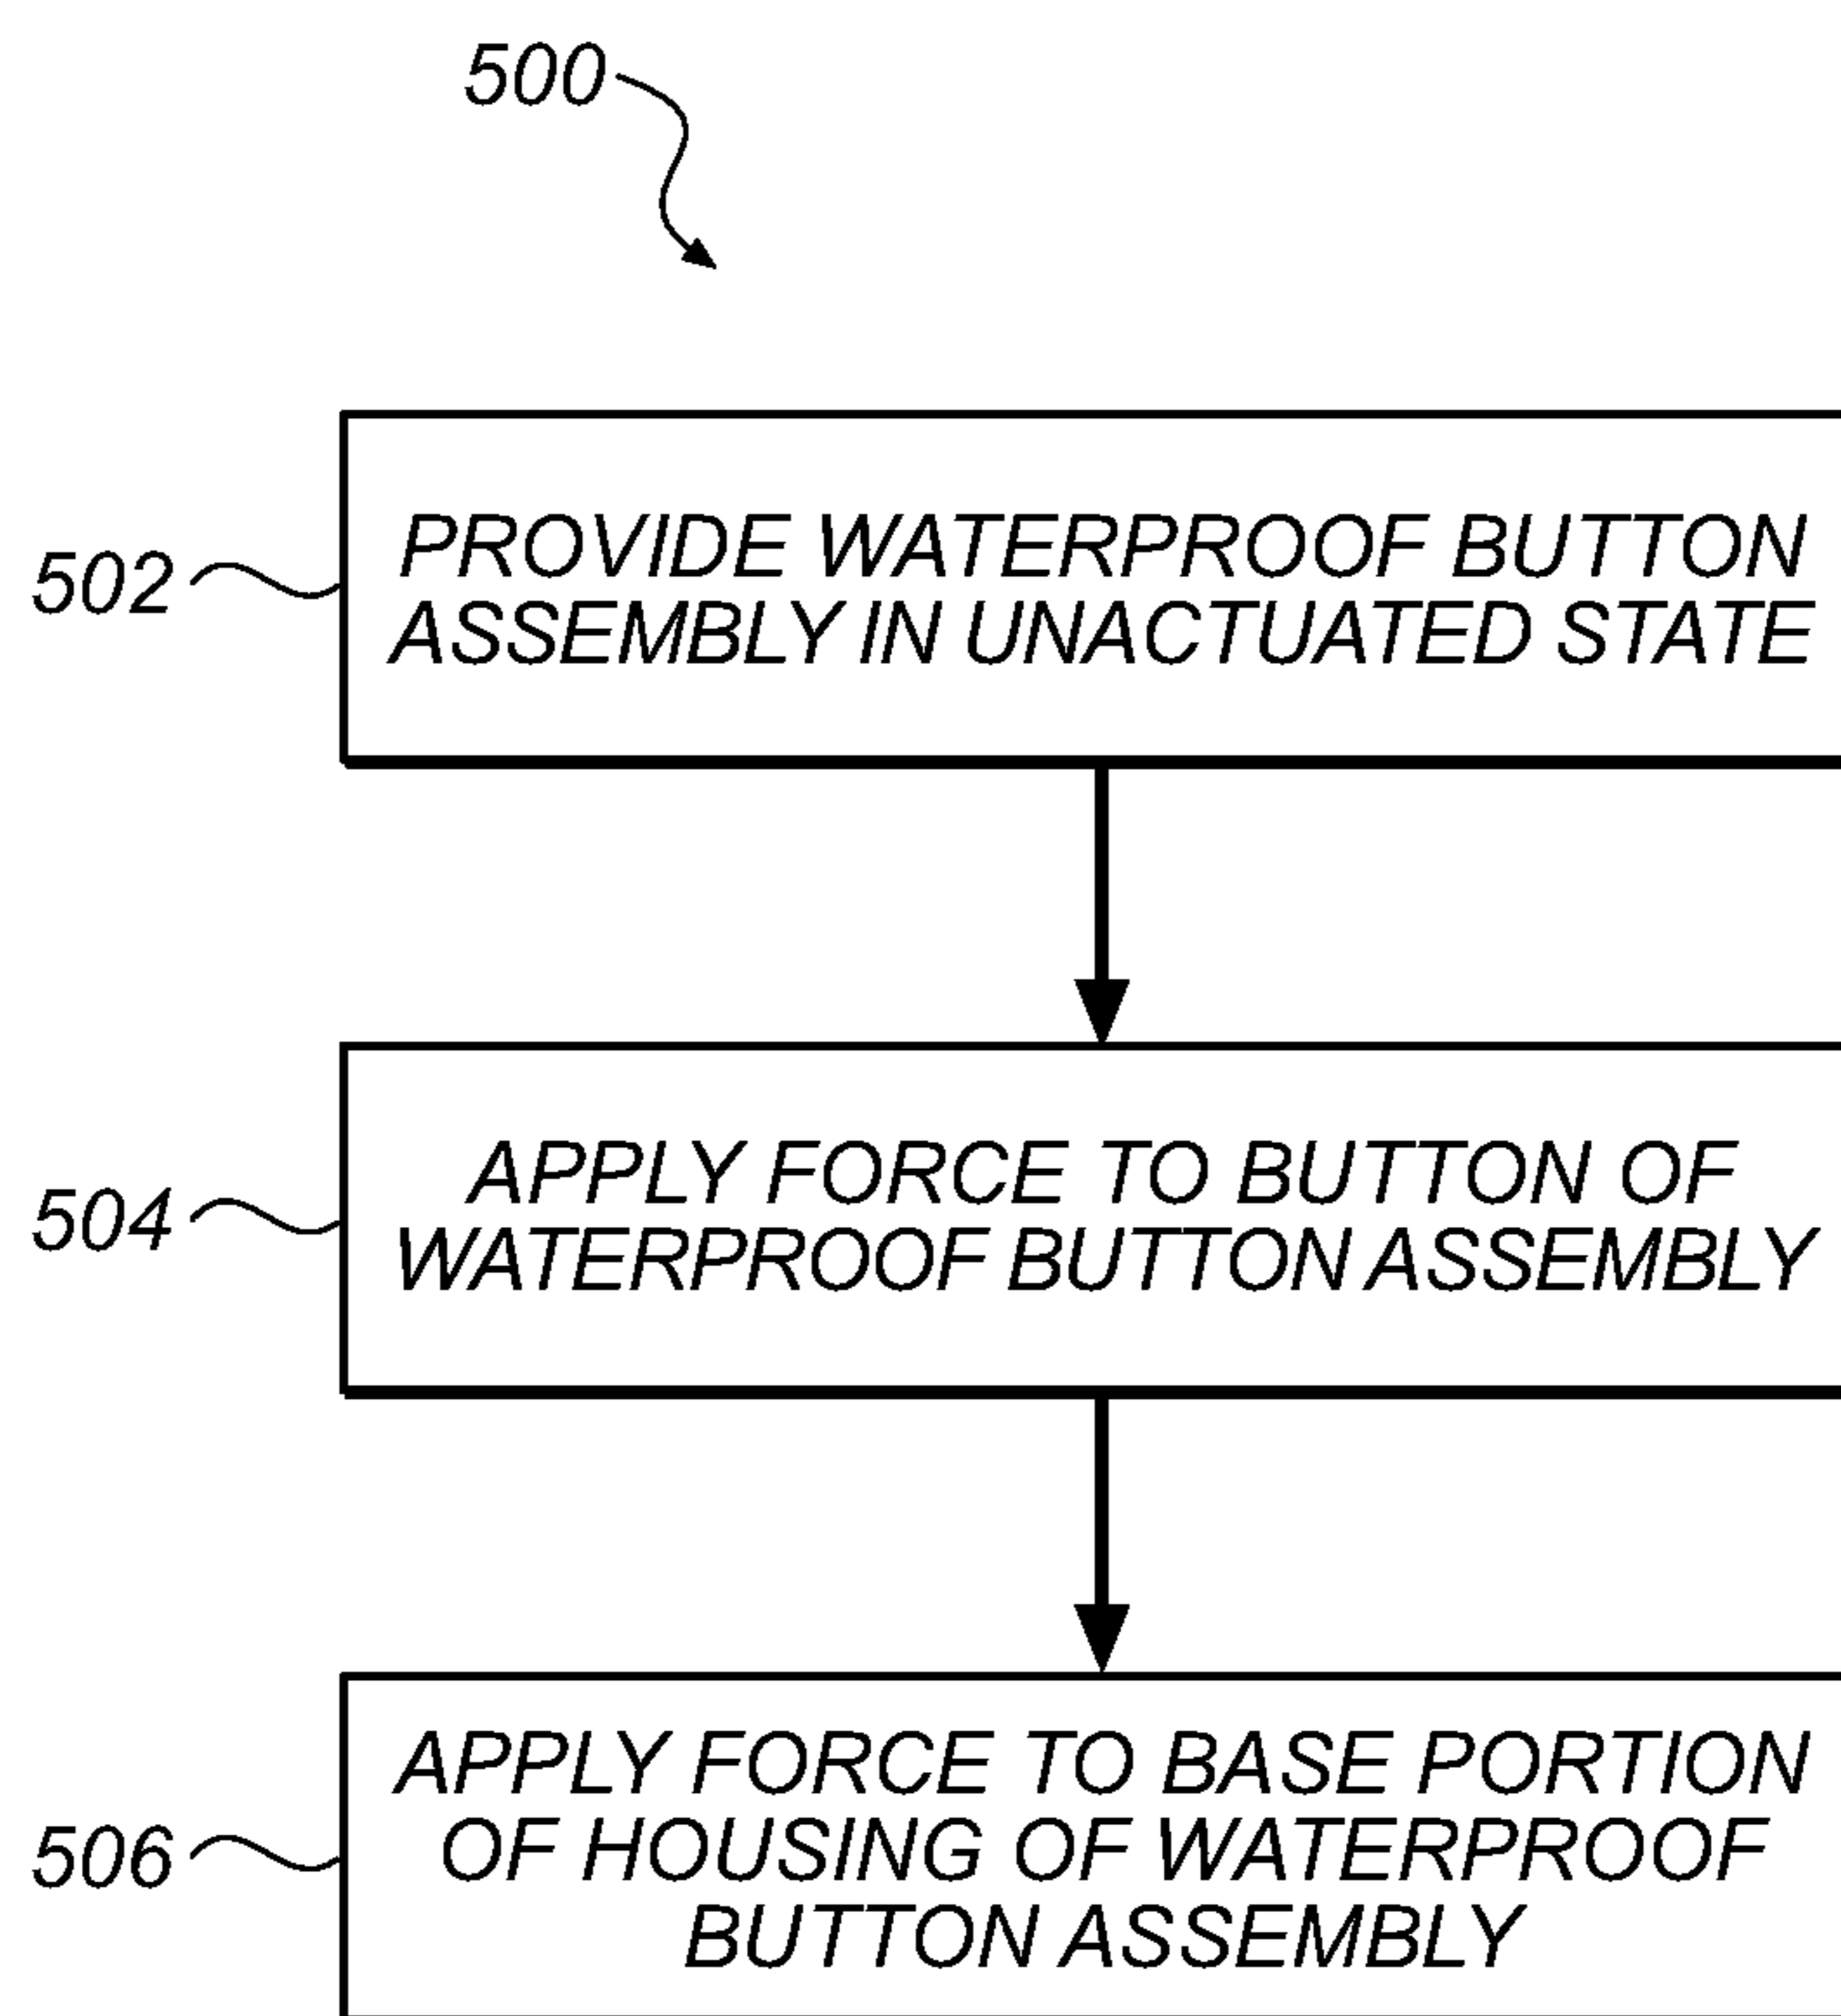 500
502
PROVIDE WATERPROOF BUTTON
ASSEMBLY IN UNACTUATED STATE
504
APPLY FORCE TO BUTTON OF
WATERPROOF BUTTON ASSEMBLY
506
APPLY FORCE TO BASE PORTION
OF HOUSING OF WATERPROOF
BUTTON ASSEMBLY